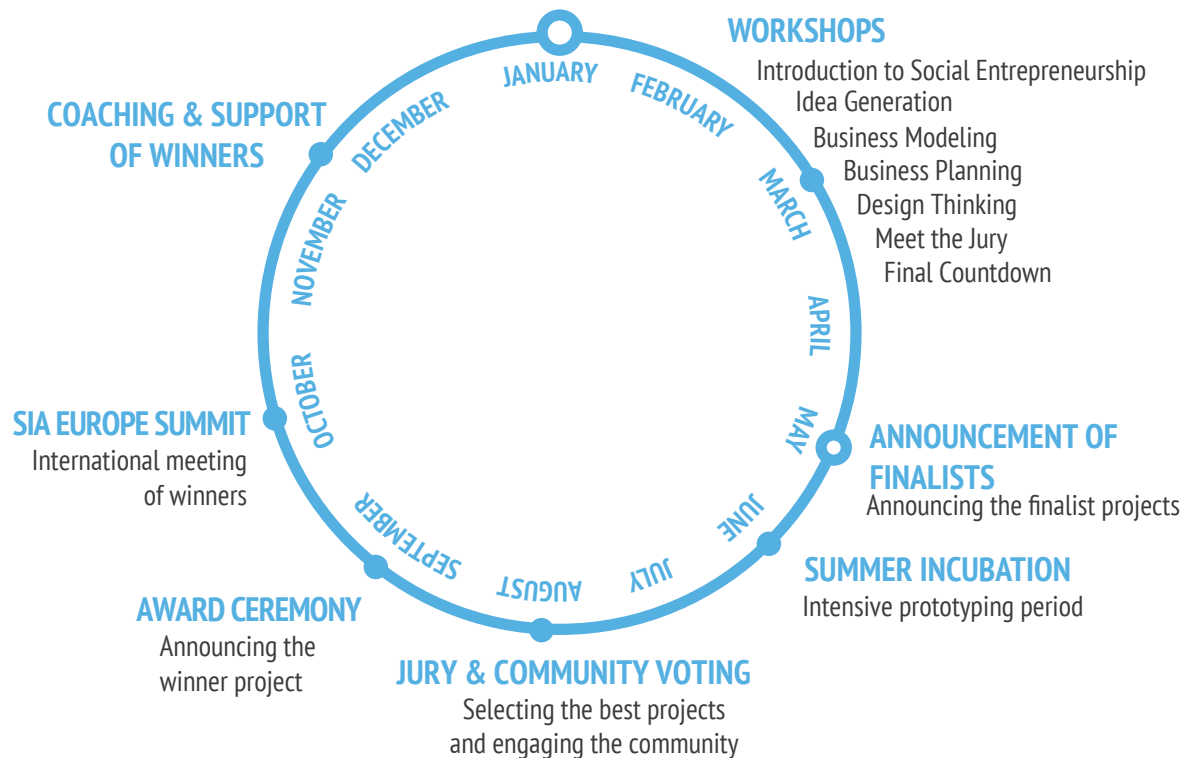 JANUARY
FEBRUARY
MARCH
APRIL
MAY
JUNE
JULY
AUGUST
SEPTEMBER
OCTOBER
NOVEMBER
DECEMBER
WORKSHOPS
Introduction to Social Entrepreneurship
Idea Generation
Business Modeling
Business Planning
Design Thinking
Meet the Jury
Final Countdown
ANNOUNCEMENT OF
FINALISTS
Announcing the finalist projects
SUMMER INCUBATION
Intensive prototyping period
JURY & COMMUNITY VOTING
Selecting the best projects
and engaging the community
AWARD CEREMONY
Announcing the
winner project
SIA EUROPE SUMMIT
International meeting
of winners
COACHING & SUPPORT
OF WINNERS